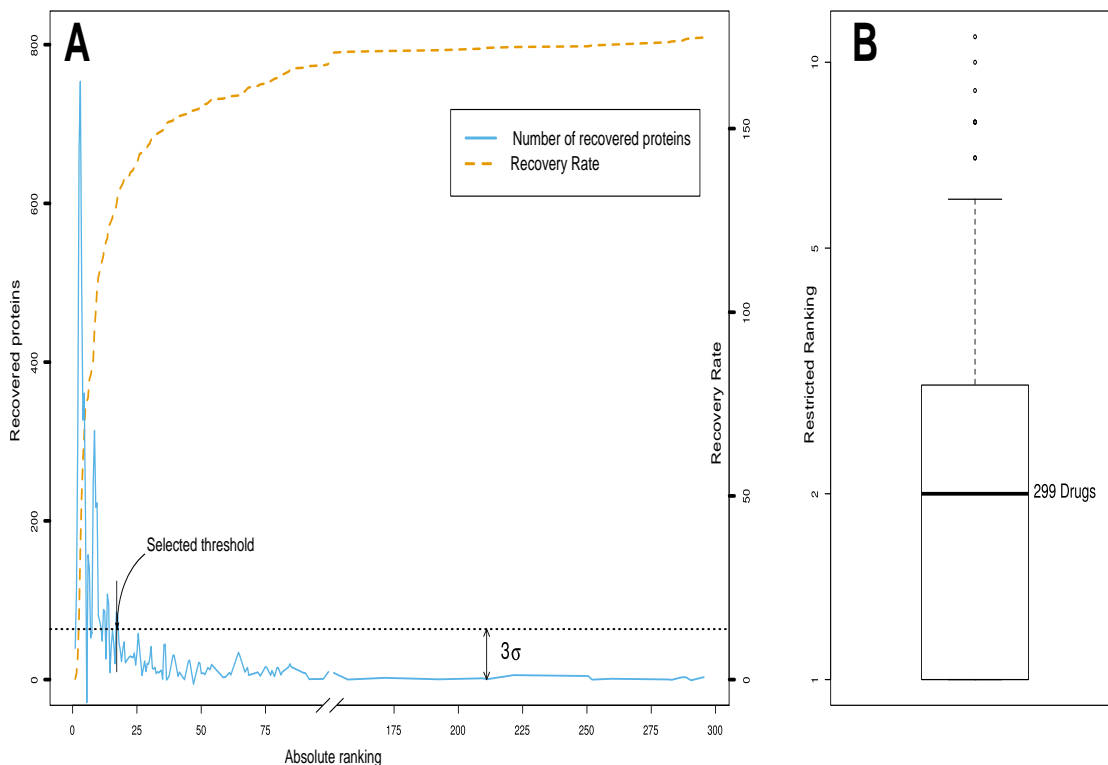 A
800
600
400
200
0
Recovered proteins
Number of recovered proteins
Recovery Rate
150
100
50
0
Recovery Rate
Selected threshold
3σ
0
25
50
75
175
200
225
250
275
300
Absolute ranking
B
10
5
2
1
Restricted Ranking
299 Drugs